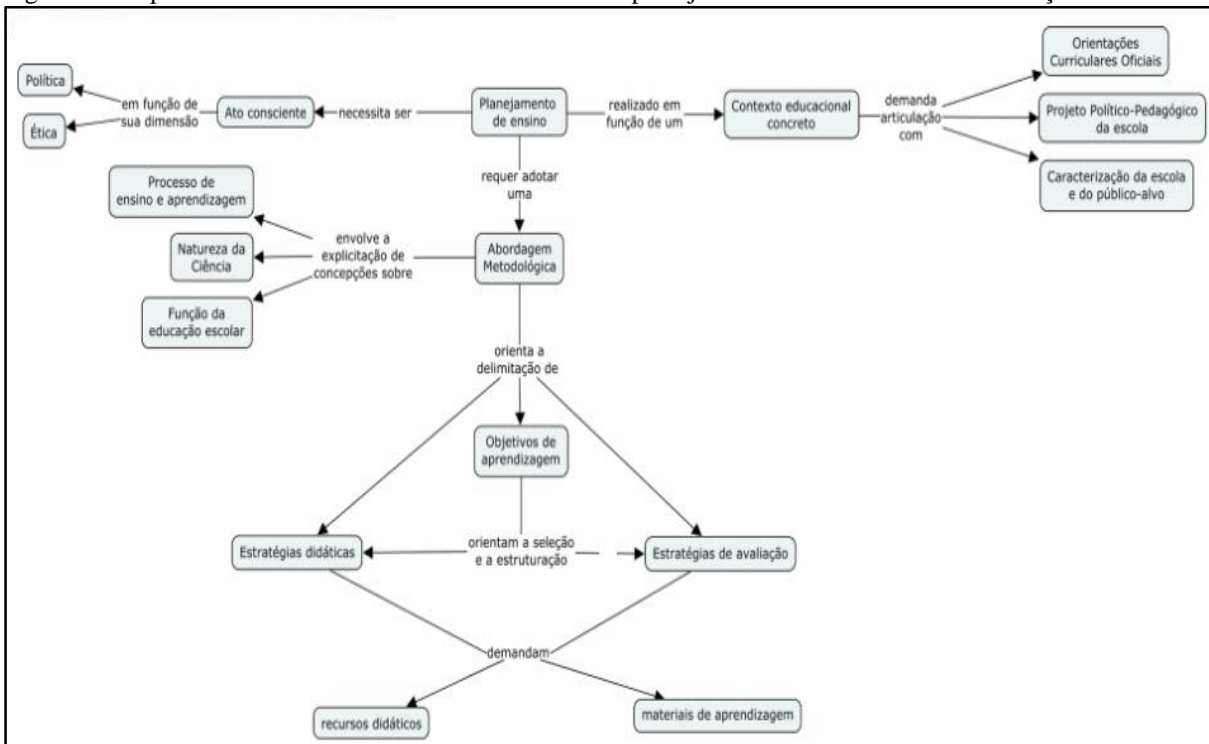 Orientações
Curriculares Oficiais
Política
em função de
sua dimensão
Ética
Ato consciente
necessita ser
Planejamento
de ensino
realizado em
função de um
Contexto educacional
concreto
demanda
articulação
com
Projeto Político-Pedagógico
da escola
Caracterização da escola
e do público-alvo
requer adotar
uma
Processo de
ensino e aprendizagem
Natureza da
Ciência
Função da
educação escolar
envolve a
explicitação de
concepções sobre
Abordagem
Metodológica
orienta a
delimitação de
Objetivos de
aprendizagem
Estratégias didáticas
orientam a seleção
e a estruturação
Estratégias de avaliação
demandam
recursos didáticos
materiais de aprendizagem